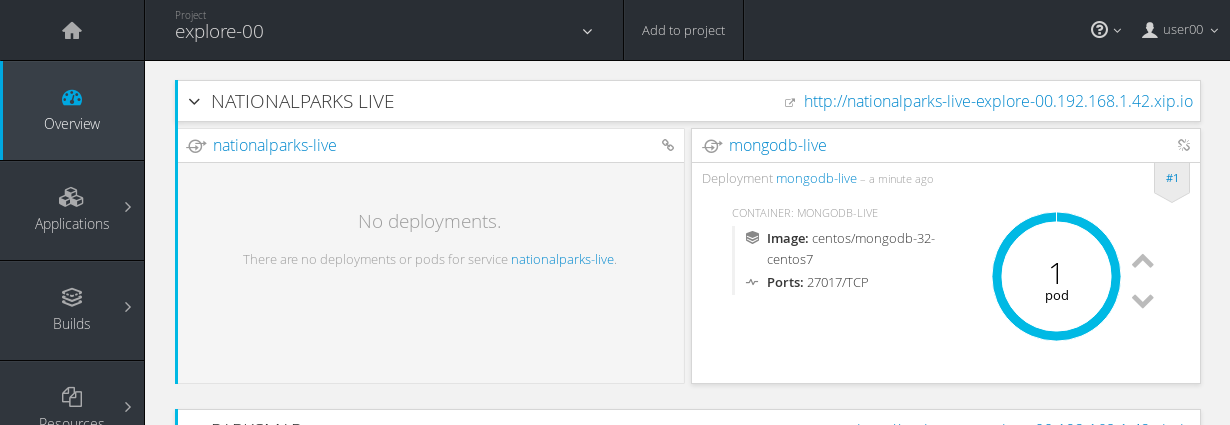 Project
explore-00
Add to project
user00
Overview
Applications
Builds
Resources
NATIONALPARKS LIVE
http://nationalparks-live-explore-00.192.168.1.42.xip.io
nationalparks-live
No deployments.
There are no deployments or pods for service nationalparks-live.
mongodb-live
Deployment mongodb-live – a minute ago
#1
CONTAINER: MONGODB-LIVE
Image: centos/mongodb-32-
centos7
Ports: 27017/TCP
1
pod